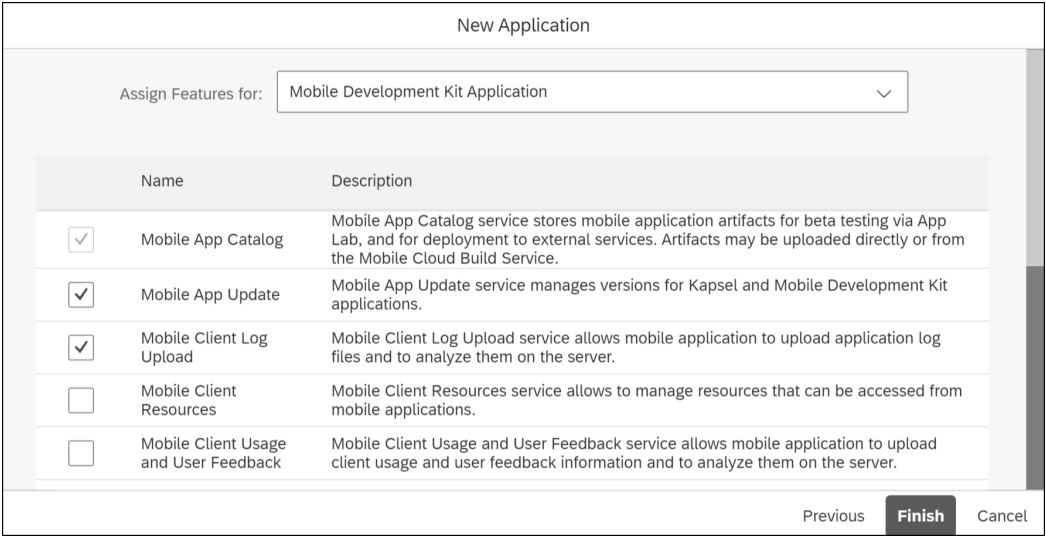 New Application
Assign Features for:
Mobile Development Kit Application
Name
Description
Mobile App Catalog
Mobile App Catalog service stores mobile application artifacts for beta testing via App
Lab, and for deployment to external services. Artifacts may be uploaded directly or from
the Mobile Cloud Build Service.
Mobile App Update
Mobile App Update service manages versions for Kapsel and Mobile Development Kit
applications.
Mobile Client Log
Upload
Mobile Client Log Upload service allows mobile application to upload application log
files and to analyze them on the server.
Mobile Client
Resources
Mobile Client Resources service allows to manage resources that can be accessed from
mobile applications.
Mobile Client Usage
and User Feedback
Mobile Client Usage and User Feedback service allows mobile application to upload
client usage and user feedback information and to analyze them on the server.
Previous
Finish
Cancel